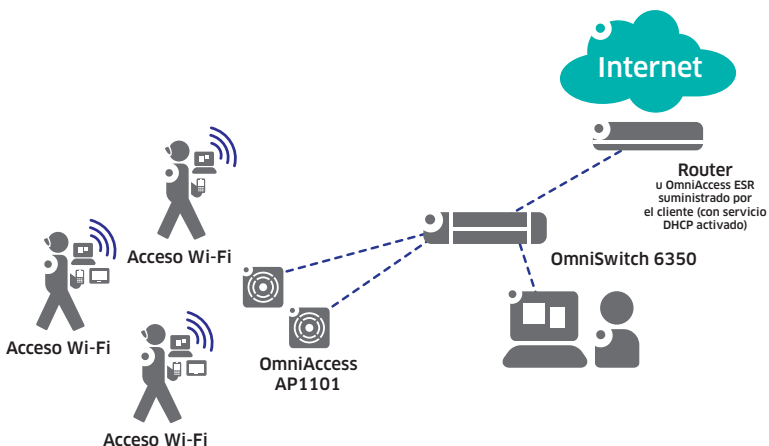 Internet
Router
u OmniAccess ESR
suministrado por
el cliente (con servicio
DHCP activado)
Acceso Wi-Fi
OmniSwitch 6350
Acceso Wi-Fi
OmniAccess
AP1101
Acceso Wi-Fi